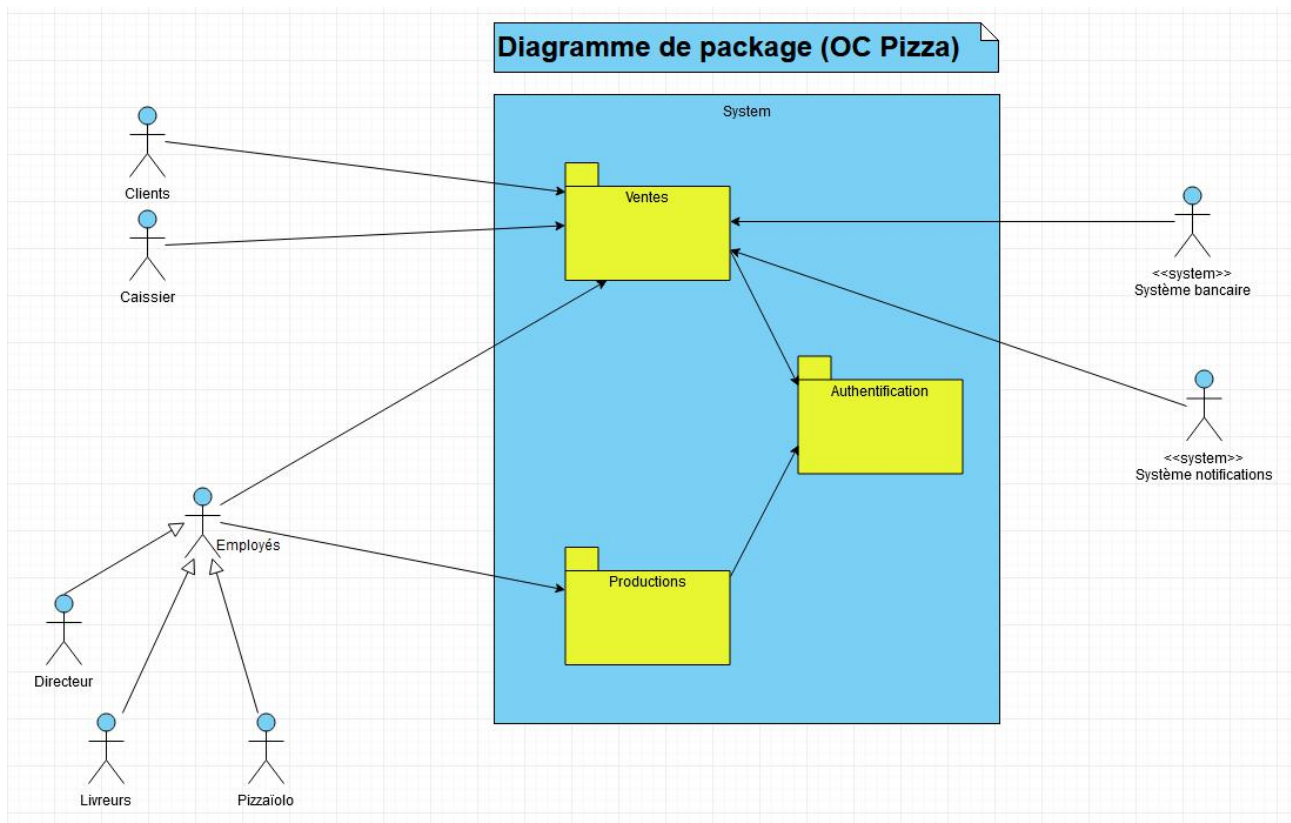 Diagramme de package (OC Pizza)
System
Clients
Ventes
Caissier
<<system>>
Système bancaire
Authentification
<<system>>
Système notifications
Employés
Productions
Directeur
Livreurs
Pizzaïolo